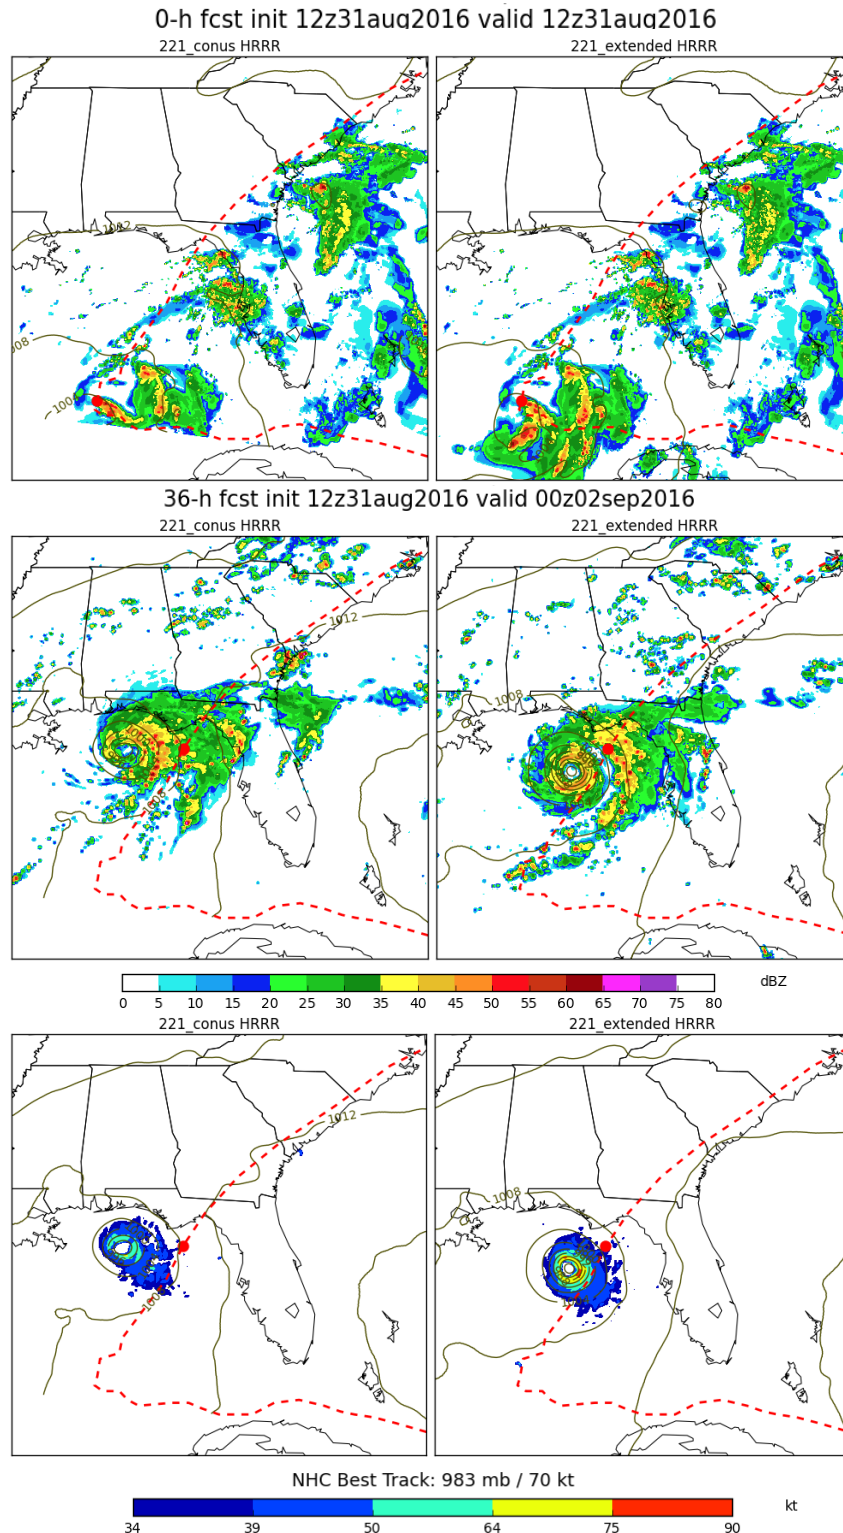 0-h fcst init 12z31aug2016 valid 12z31aug2016
221_conus HRRR 221_extended HRRR
1012
08
100
36-h fcst init 12z31aug2016 valid 00z02sep2016
221_conus HRRR 221_extended HRRR
1012
1008
1008
0 5 10 15 20 25 30 35 40 45 50 55 60 65 70 75 80 dBZ
221_conus HRRR 221_extended HRRR
1012
1008
1008
NHC Best Track: 983 mb / 70 kt
34 39 50 64 75 90 kt